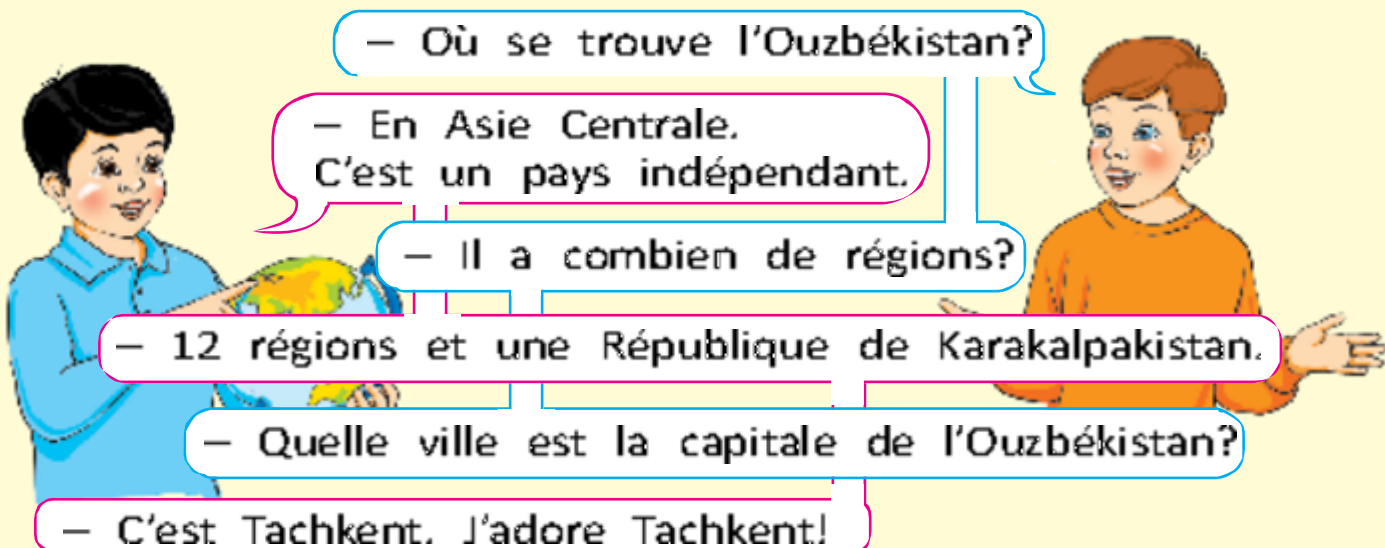 – Où se trouve l'Ouzbékistan?
– En Asie Centrale.
C'est un pays indépendant.
– Il a combien de régions?
– 12 régions et une République de Karakalpakistan.
– Quelle ville est la capitale de l'Ouzbékistan?
– C'est Tachkent. J'adore Tachkent!